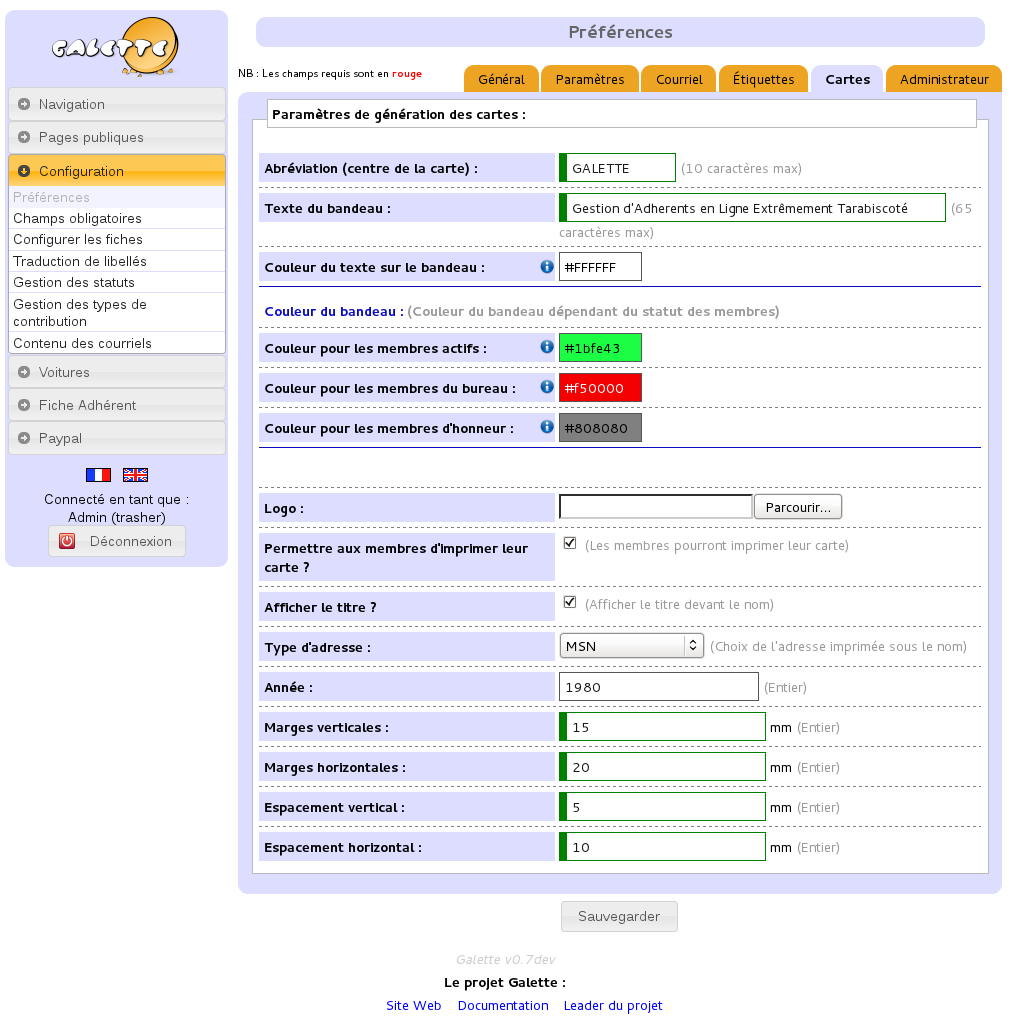 GALETTE
Navigation
Pages publiques
Configuration
Préférences
Champs obligatoires
Configurer les fiches
Traduction de libellés
Gestion des statuts
Gestion des types de
contribution
Contenu des courriels
Voitures
Fiche Adhérent
Paypal
Connecté en tant que :
Admin (trasher)
Déconnexion
Préférences
NB : Les champs requis sont en rouge
Général Paramètres Courriel Étiquettes Cartes Administrateur
Paramètres de génération des cartes :
Abréviation (centre de la carte) : GALETTE (10 caractères max)
Texte du bandeau : Gestion d'Adherents en Ligne Extrêmement Tarabiscoté (65
caractères max)
Couleur du texte sur le bandeau : #FFFFFF
Couleur du bandeau : (Couleur du bandeau dépendant du statut des membres)
Couleur pour les membres actifs : #1bfe43
Couleur pour les membres du bureau : #f50000
Couleur pour les membres d'honneur : #808080
Logo : Parcourir...
Permettre aux membres d'imprimer leur
carte ? (Les membres pourront imprimer leur carte)
Afficher le titre ? (Afficher le titre devant le nom)
Type d'adresse : MSN (Choix de l'adresse imprimée sous le nom)
Année : 1980 (Entier)
Marges verticales : 15 mm (Entier)
Marges horizontales : 20 mm (Entier)
Espacement vertical : 5 mm (Entier)
Espacement horizontal : 10 mm (Entier)
Sauvegarder
Galette v0.7dev
Le projet Galette :
Site Web Documentation Leader du projet